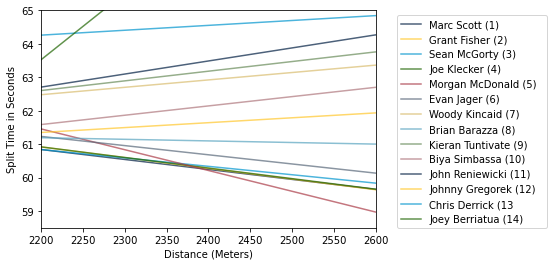 65
64
63
62
61
60
59
Split Time in Seconds
2200 2250 2300 2350 2400 2450 2500 2550 2600
Distance (Meters)
Marc Scott (1)
Grant Fisher (2)
Sean McGorty (3)
Joe Klecker (4)
Morgan McDonald (5)
Evan Jager (6)
Woody Kincaid (7)
Brian Barazza (8)
Kieran Tuntivate (9)
Biya Simbassa (10)
John Reniewicki (11)
Johnny Gregorek (12)
Chris Derrick (13
Joey Berriatua (14)